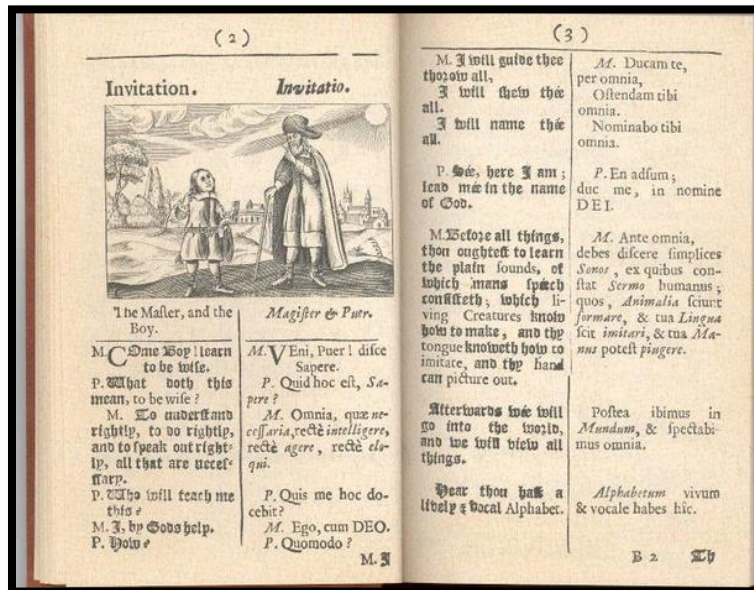 (2)
Invitation.
Invitatio.
The Maſter, and the
Boy.
M. COme Boy! learn
to be wiſe.
P. What doth this
mean, to be wiſe?
M. To underſtand
rightly, to do rightly,
and to ſpeak out right-
ly, all that are neceſ-
ſary.
P. Who will teach me
this?
M. I, by Gods help.
P. How?
Magiſter & Puer.
M. VEni, Puer! diſce
Sapere.
P. Quid hoc eſt, Sa-
pere?
M. Omnia, quæ ne-
ceſſaria, rectè intelligere,
rectè agere, rectè elo-
qui.
P. Quis me hoc do-
cebit?
M. Ego, cum DEO.
P. Quomodo?
M. I
(3)
M. I will guide thee
thorow all,
I will ſhew thée
all.
I will name thée
all.
P. Sée, here I am;
lead mée in the name
of God.
M. Before all things,
thou oughteſt to learn
the plain ſounds, of
which mans ſpéech
conſiſteth; which li-
ving Creatures know
how to make, and thy
tongue knoweth how to
imitate, and thy hand
can picture out.
Afterwards wée will
go into the world,
and we will view all
things.
Hear thou haſt a
lively & Vocal Alphabet.
M. Ducam te,
per omnia,
Oſtendam tibi
omnia.
Nominabo tibi
omnia.
P. En adſum;
duc me, in nomine
DEI.
M. Ante omnia,
debes diſcere ſimplices
Sonos, ex quibus con-
ſtat Sermo humanus;
quos, Animalia ſciunt
formare, & tua Lingua
ſcit imitari, & tua Ma-
nus poteſt pingere.
Poſtea ibimus in
Mundum, & ſpectabi-
mus omnia.
Alphabetum vivum
& vocale habes hîc.
B 2
Th